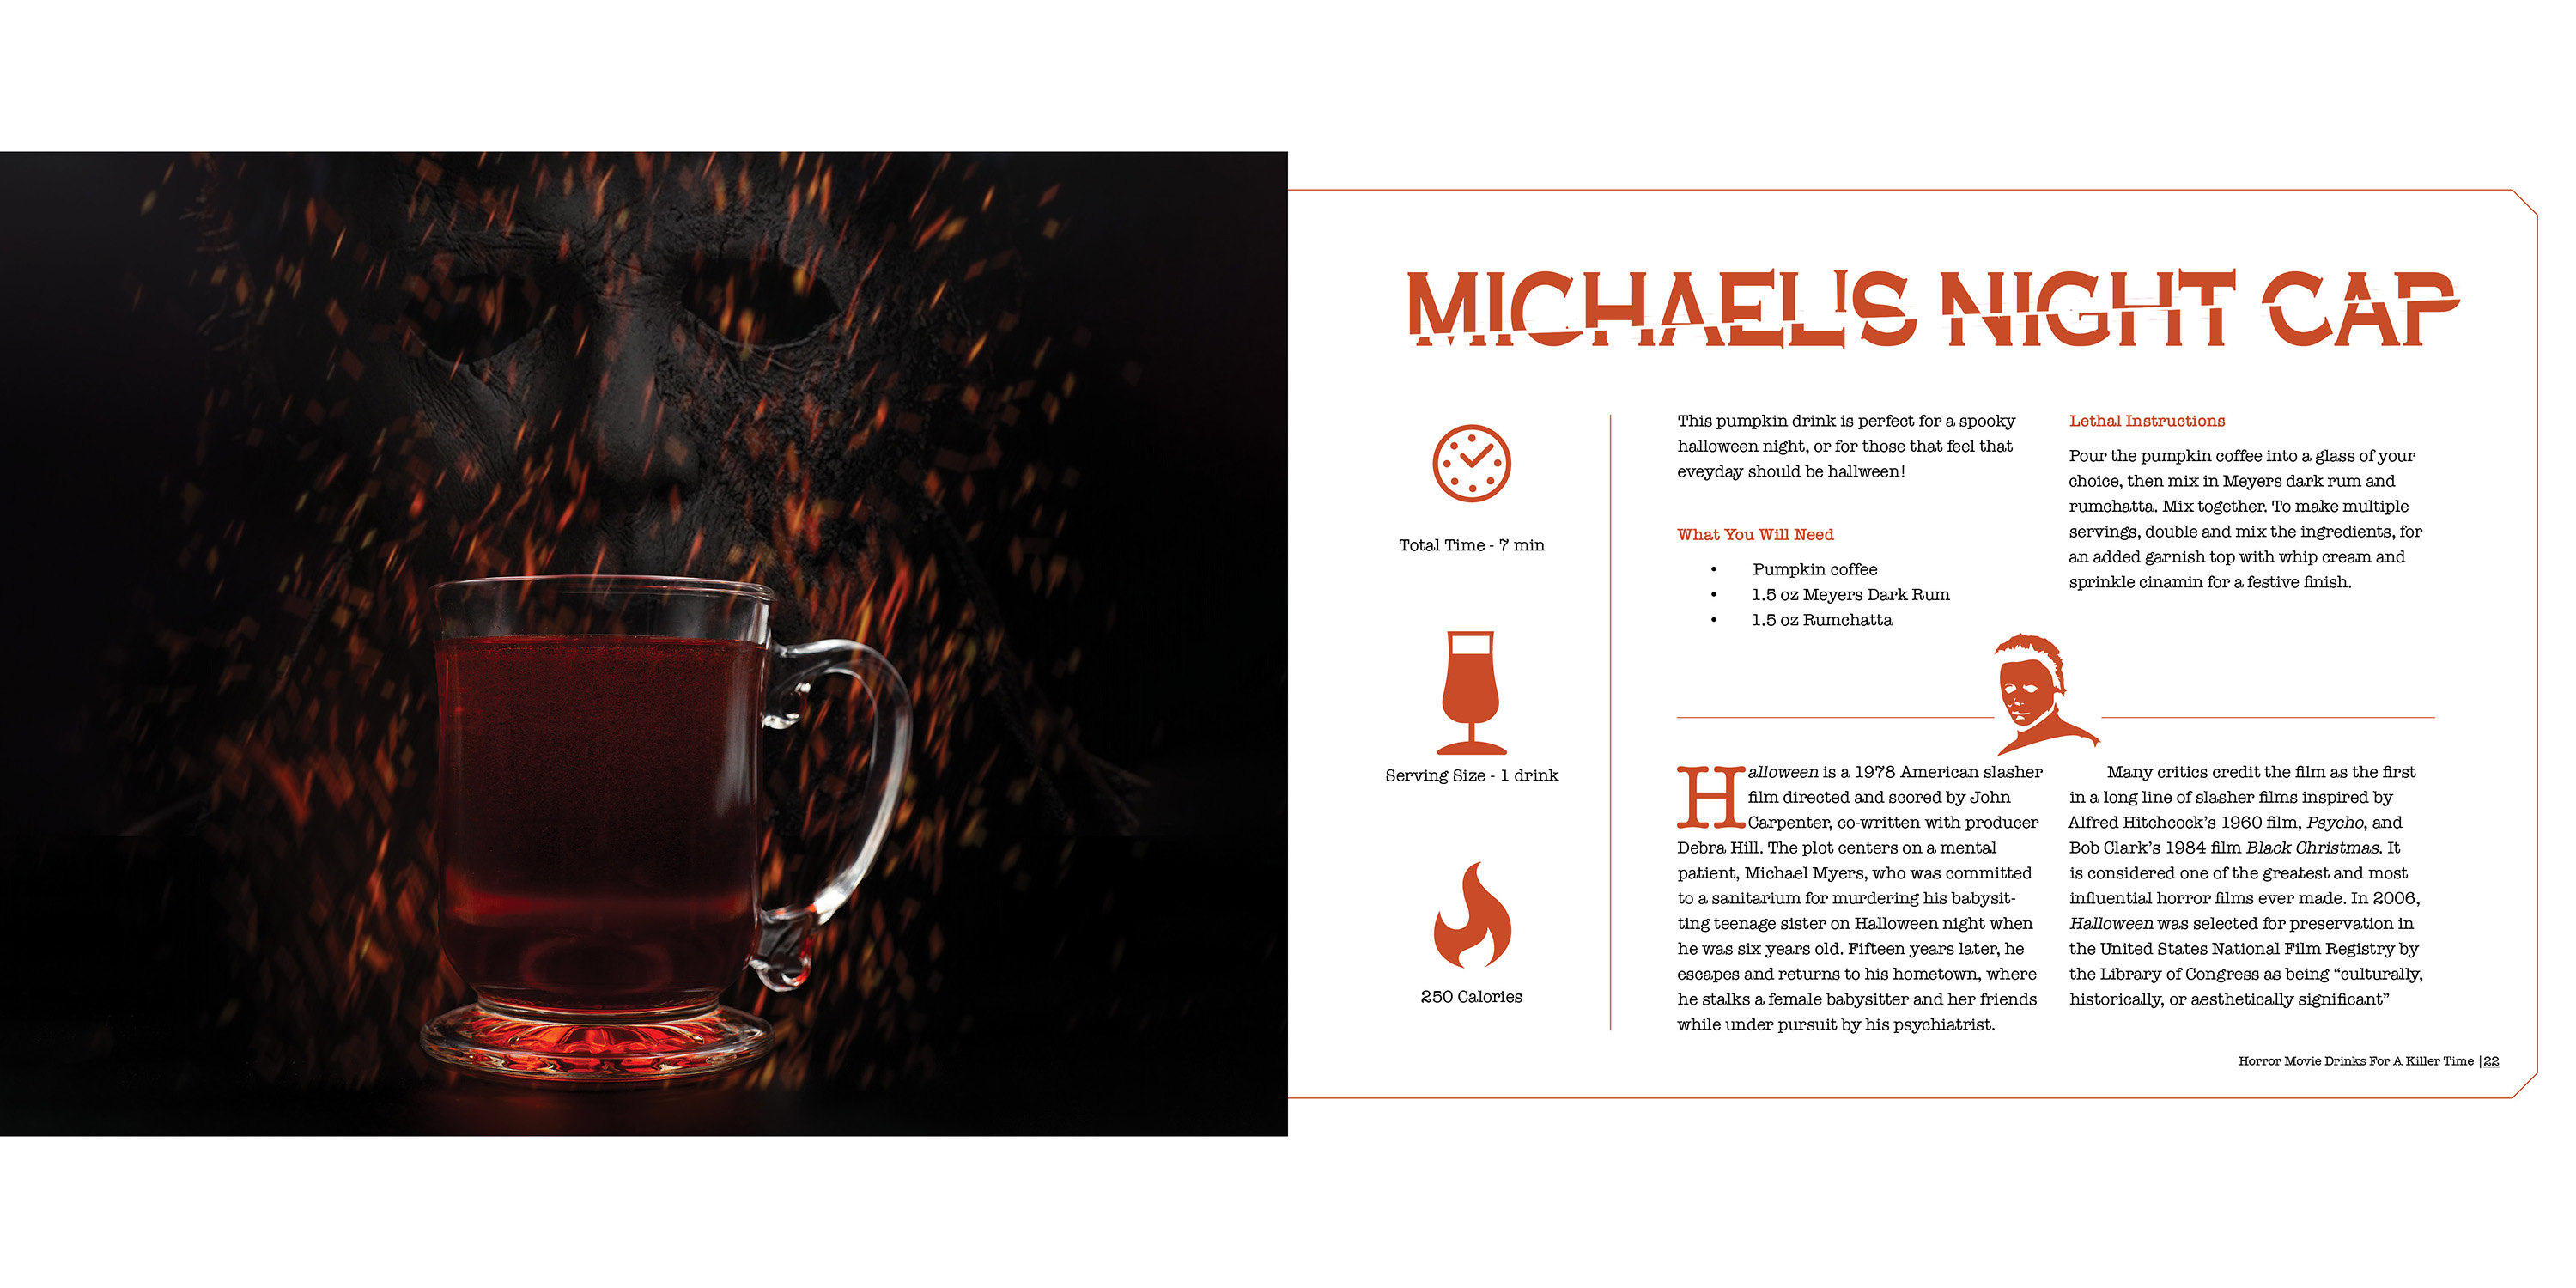 MICHAEL'S NIGHT CAP
Total Time - 7 min
Serving Size - 1 drink
250 Calories
This pumpkin drink is perfect for a spooky
halloween night, or for those that feel that
eveyday should be hallween!
What You Will Need
• Pumpkin coffee
• 1.5 oz Meyers Dark Rum
• 1.5 oz Rumchatta
Lethal Instructions
Pour the pumpkin coffee into a glass of your
choice, then mix in Meyers dark rum and
rumchatta. Mix together. To make multiple
servings, double and mix the ingredients, for
an added garnish top with whip cream and
sprinkle cinamin for a festive finish.
Halloween is a 1978 American slasher
film directed and scored by John
Carpenter, co-written with producer
Debra Hill. The plot centers on a mental
patient, Michael Myers, who was committed
to a sanitarium for murdering his babysit-
ting teenage sister on Halloween night when
he was six years old. Fifteen years later, he
escapes and returns to his hometown, where
he stalks a female babysitter and her friends
while under pursuit by his psychiatrist.
Many critics credit the film as the first
in a long line of slasher films inspired by
Alfred Hitchcock’s 1960 film, Psycho, and
Bob Clark’s 1984 film Black Christmas. It
is considered one of the greatest and most
influential horror films ever made. In 2006,
Halloween was selected for preservation in
the United States National Film Registry by
the Library of Congress as being “culturally,
historically, or aesthetically significant”
Horror Movie Drinks For A Killer Time |22